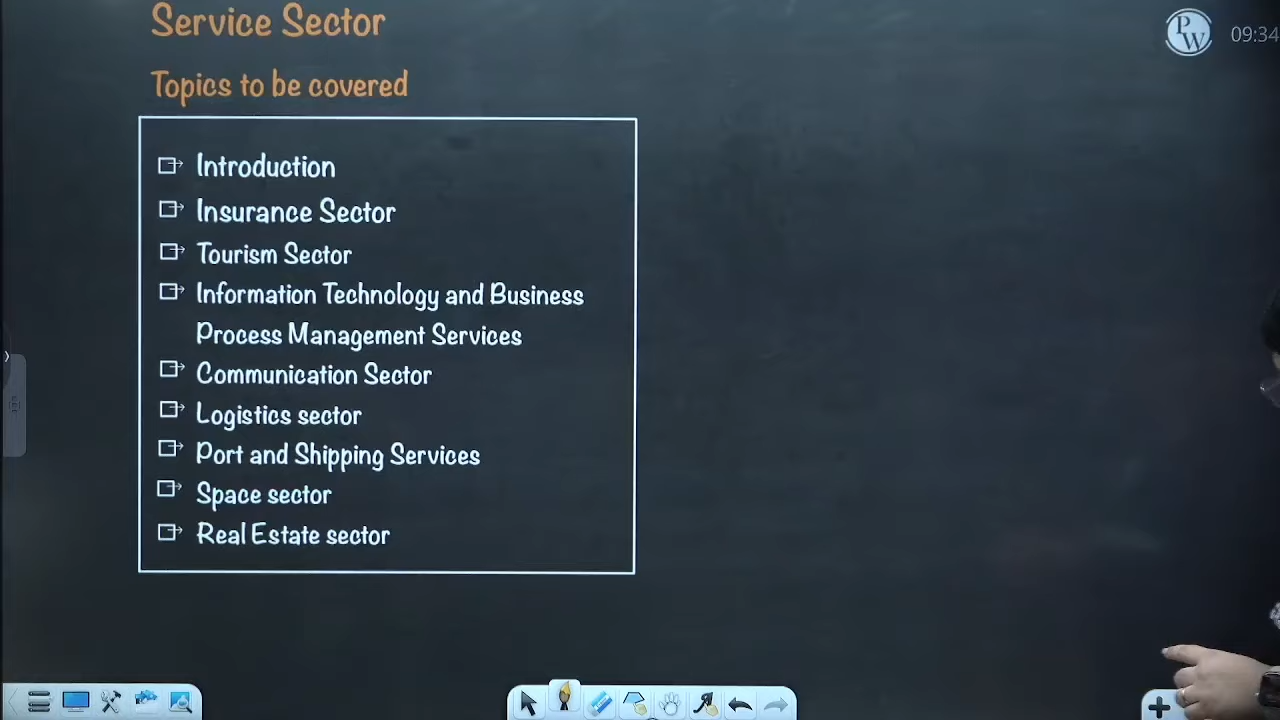 Service Sector
PW
09:34
Topics to be covered
Introduction
Insurance Sector
Tourism Sector
Information Technology and Business
Process Management Services
Communication Sector
Logistics sector
Port and Shipping Services
Space sector
Real Estate sector